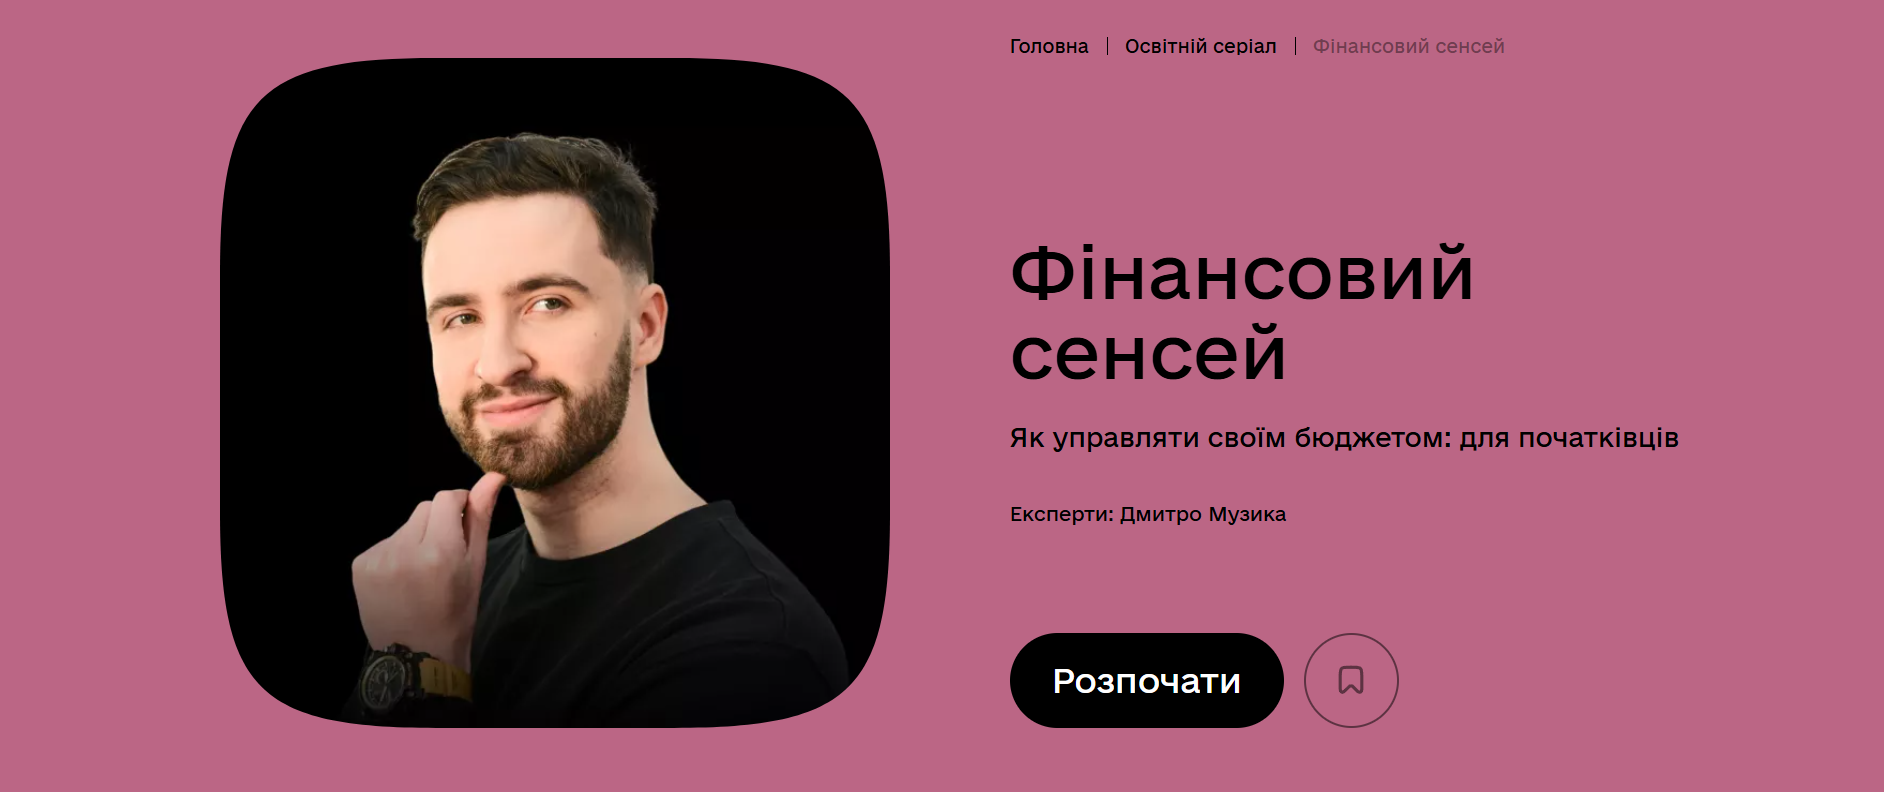 Головна | Освітній серіал | Фінансовий сенсей
Фінансовий
сенсей
Як управляти своїм бюджетом: для початківців
Експерти: Дмитро Музика
Розпочати